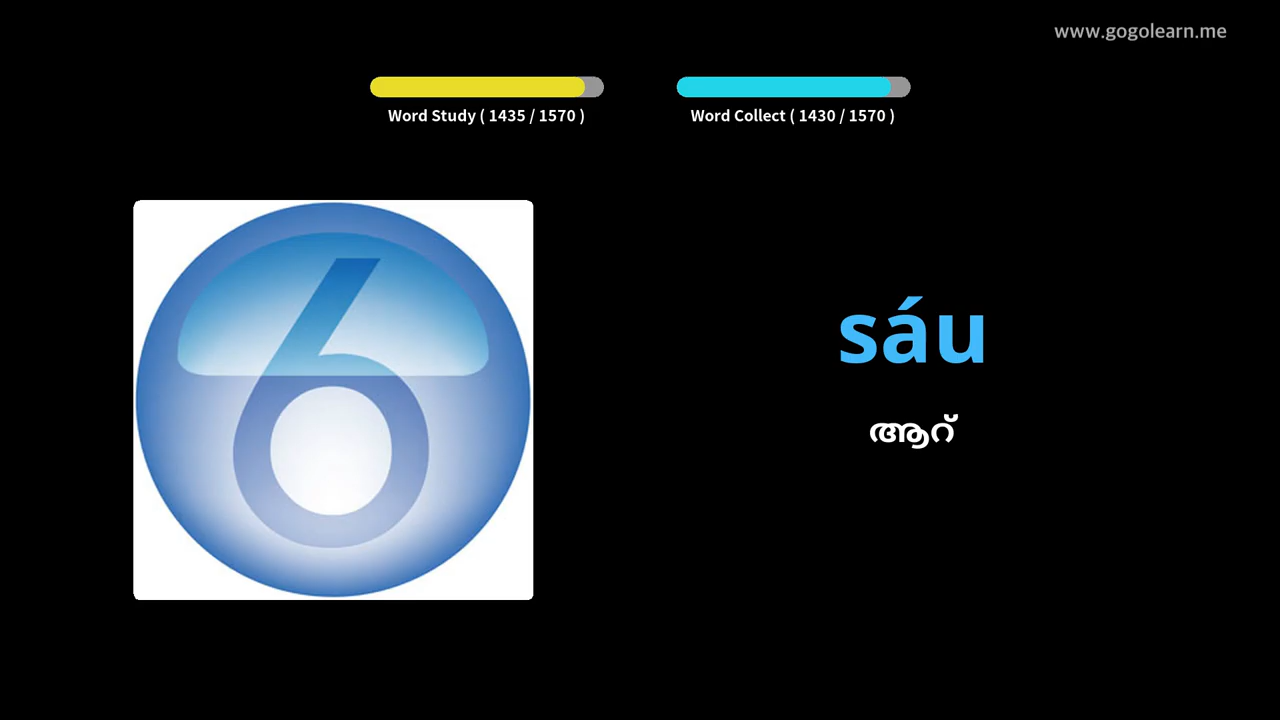 www.gogolearn.me
Word Study ( 1435 / 1570 )
Word Collect ( 1430 / 1570 )
6
sáu
ആറ്